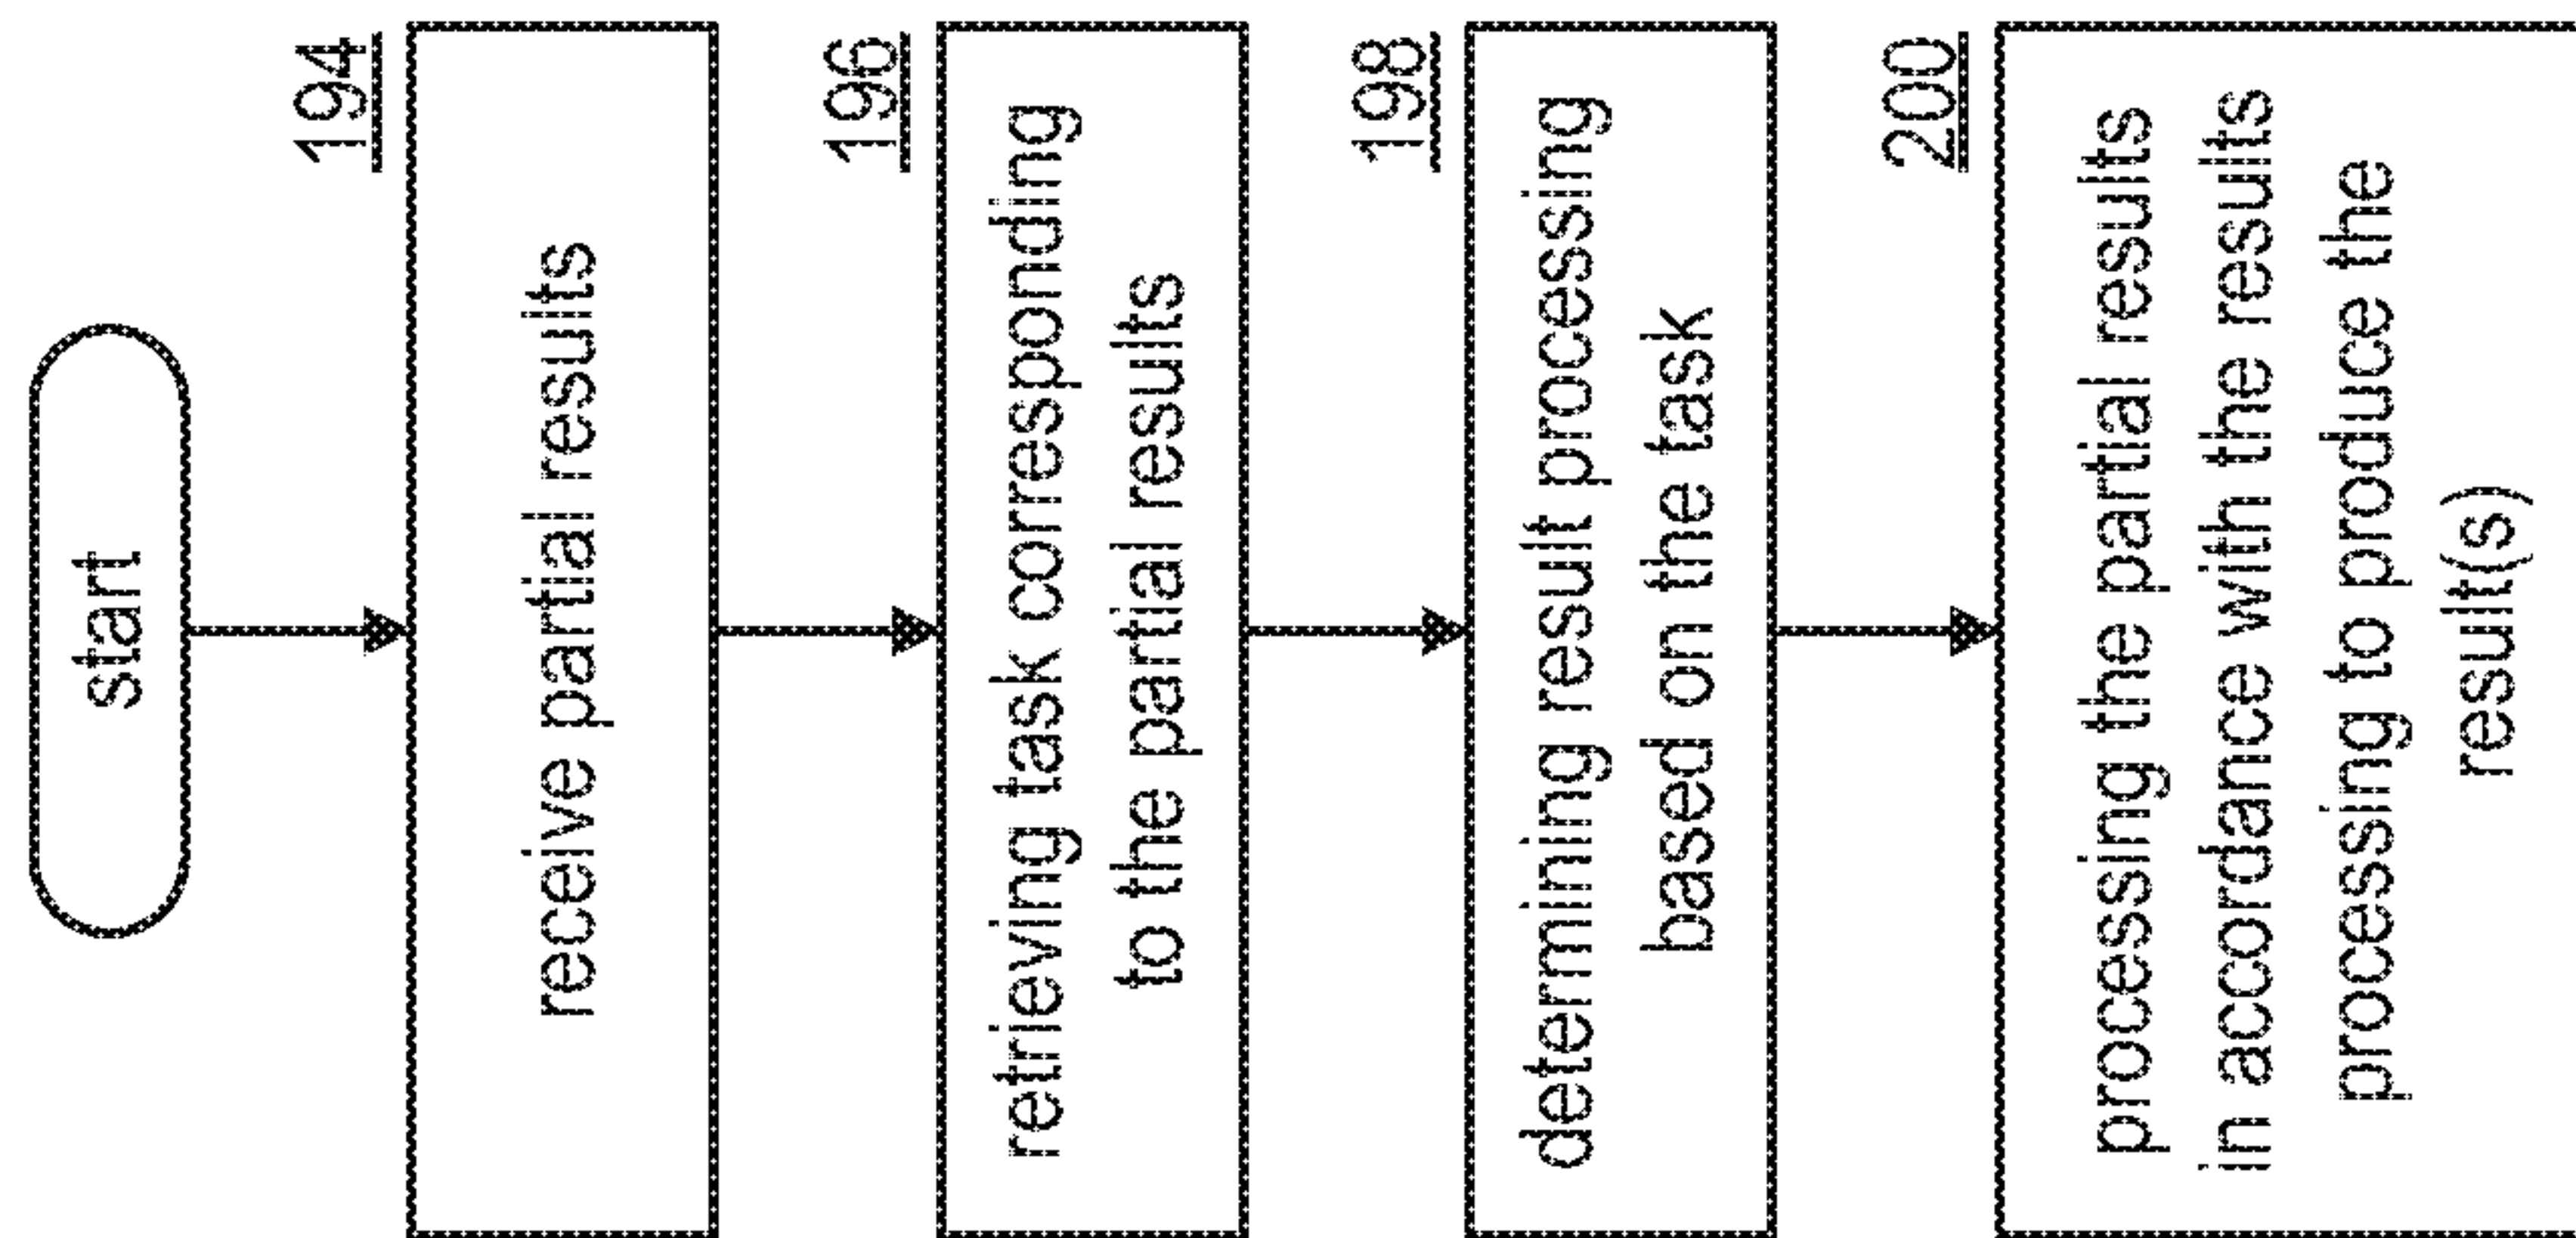 start
194
receive partial results
196
retrieving task corresponding
to the partial results
198
determining result processing
based on the task
200
processing the partial results
in accordance with the results
processing to produce the
result(s)